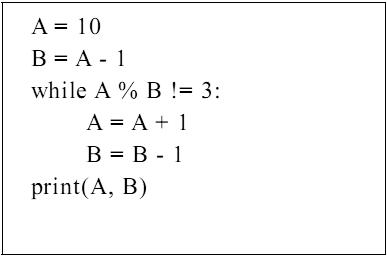 A = 10
B = A - 1
while A % B != 3:
A = A + 1
B = B - 1
print(A, B)